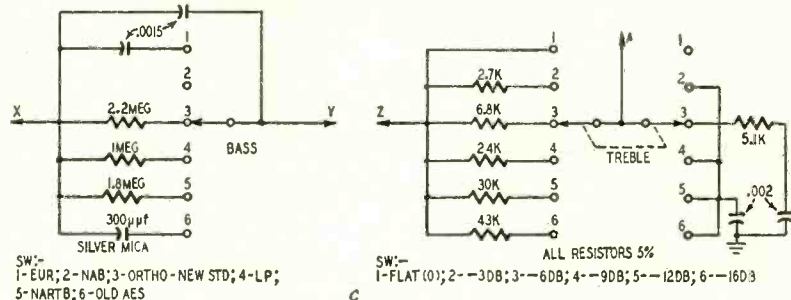 .0015
1
2
X
2.2MEG
3
Y
BASS
1MEG
4
1.8MEG
5
300µµf
6
SILVER MICA
SW:-
1-EUR; 2-NAB; 3-ORTHO-NEW STD; 4-LP;
5-NARTB; 6-OLD AES
A
1
1
2.7K
2
2
Z
6.8K
3
3
5.1K
TREBLE
2.4K
4
4
30K
5
5
.002
43K
6
6
ALL RESISTORS 5%
SW:-
1-FLAT (0); 2--3DB; 3--6DB; 4--9DB; 5--12DB; 6--16DB
C